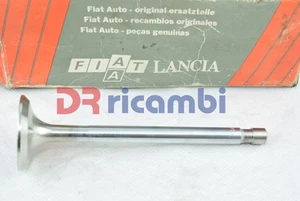 Fiat Auto - original ersatzteile
Fiat Auto - recambios originales
Fiat Auto - peças genuínas
FIAT LANCIA
A
DR ricambi